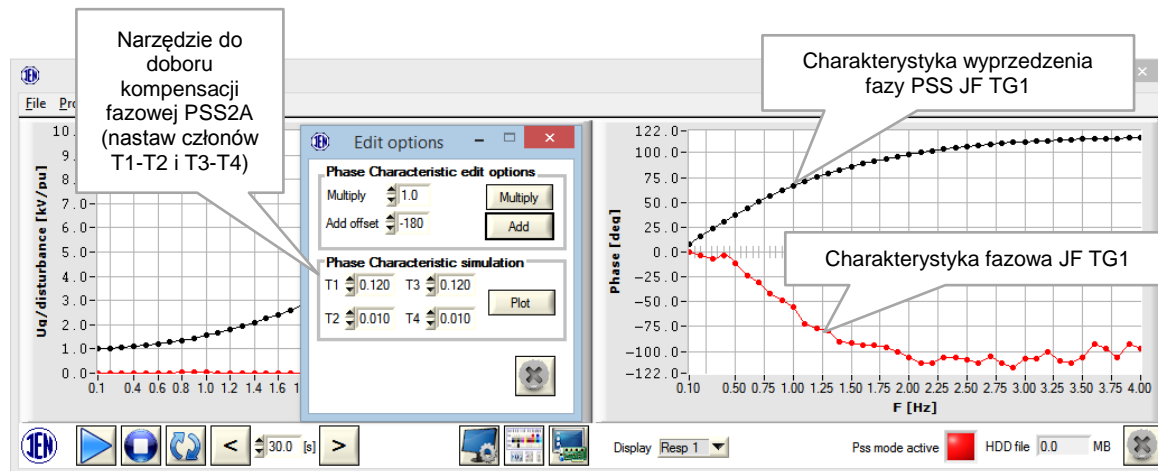 Narzędzie do
doboru
kompensacji
fazowej PSS2A
(nastaw członów
T1-T2 i T3-T4)
Charakterystyka wyprzedzenia
fazy PSS JF TG1
JEN
File
Edit options
Phase Characteristic edit options
Multiply 1.0 Multiply
Add offset -180 Add
Phase Characteristic simulation
T1 0.120 T3 0.120
Plot
T2 0.010 T4 0.010
Ug/disturbance [kV/pu]
10.
9.
8.
7.0
6.0
5.0
4.0
3.0
2.0
1.0
0.0
0.1 0.4 0.6 0.8 1.0 1.2 1.4 1.6
Phase [deg]
122.0
100.0
75.0
50.0
25.0
0.0
-25.0
-50.0
-75.0
-100.0
-122.0
0.10 0.50 0.75 1.00 1.25 1.50 1.75 2.00 2.25 2.50 2.75 3.00 3.25 3.50 3.75 4.00
F [Hz]
Charakterystyka fazowa JF TG1
JEN < 30.0 [s] > Display Resp 1 Pss mode active HDD file 0.0 MB